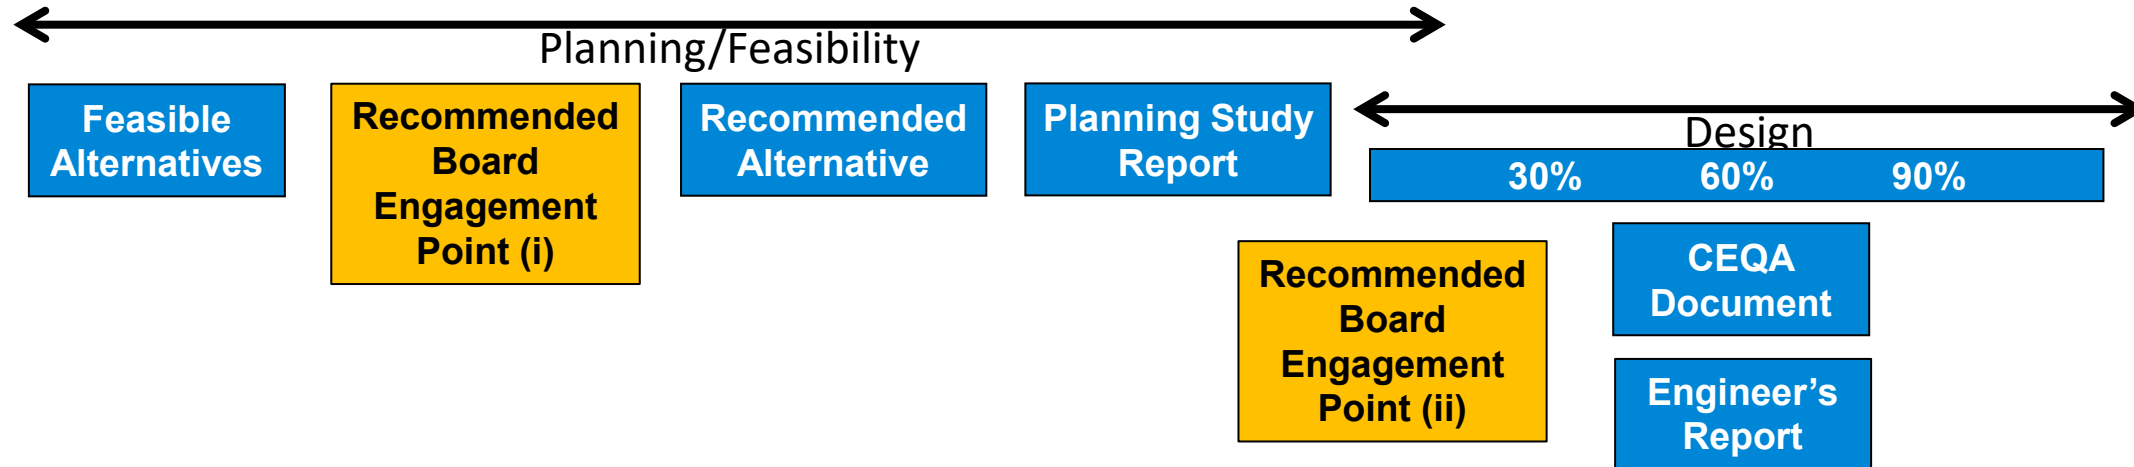 Planning/Feasibility
Feasible
Alternatives
Recommended
Board
Engagement
Point (i)
Recommended
Alternative
Planning Study
Report
Design
30% 60% 90%
Recommended
Board
Engagement
Point (ii)
CEQA
Document
Engineer’s
Report